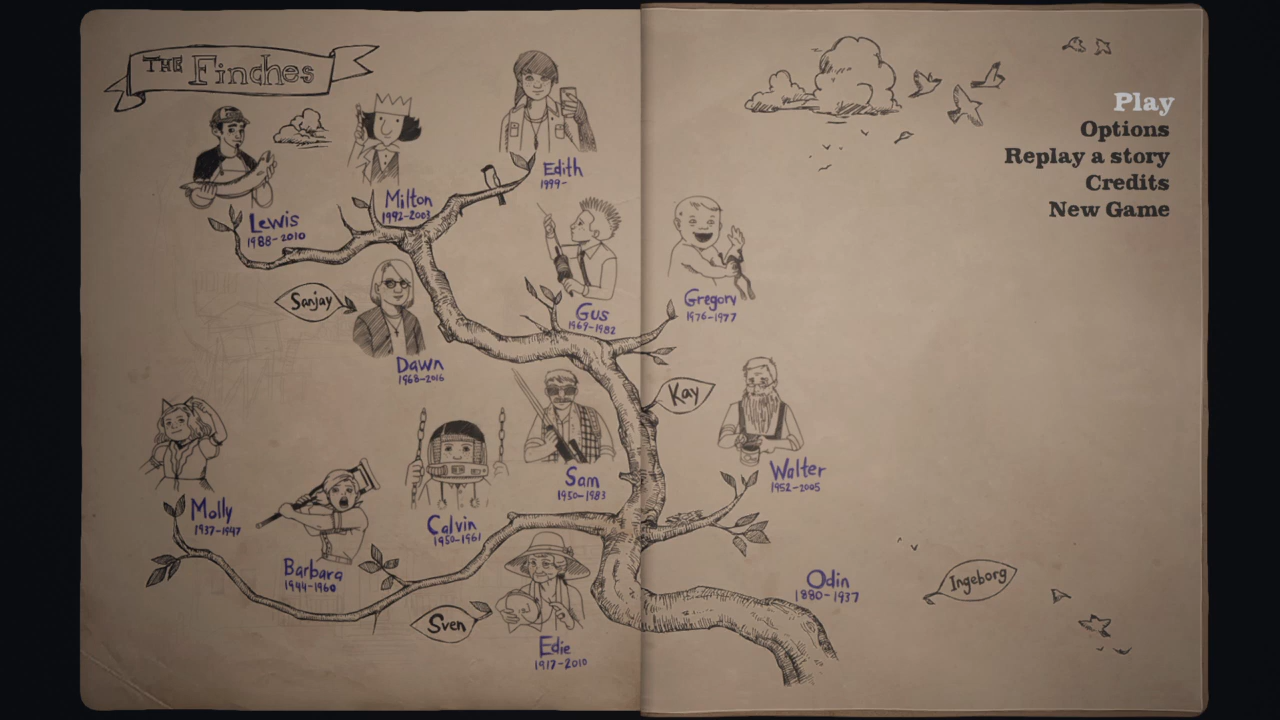 THE Finches
Edith
1999-
Milton
1992-2003
Lewis
1988-2010
Sanjay
Dawn
1968-2016
Gus
1969-1982
Gregory
1976-1977
Kay
Sam
1950-1983
Walter
1952-2005
Molly
1937-1947
Barbara
1944-1960
Calvin
1950-1961
Sven
Edie
1917-2010
Odin
1880-1937
Ingeborg
Play
Options
Replay a story
Credits
New Game